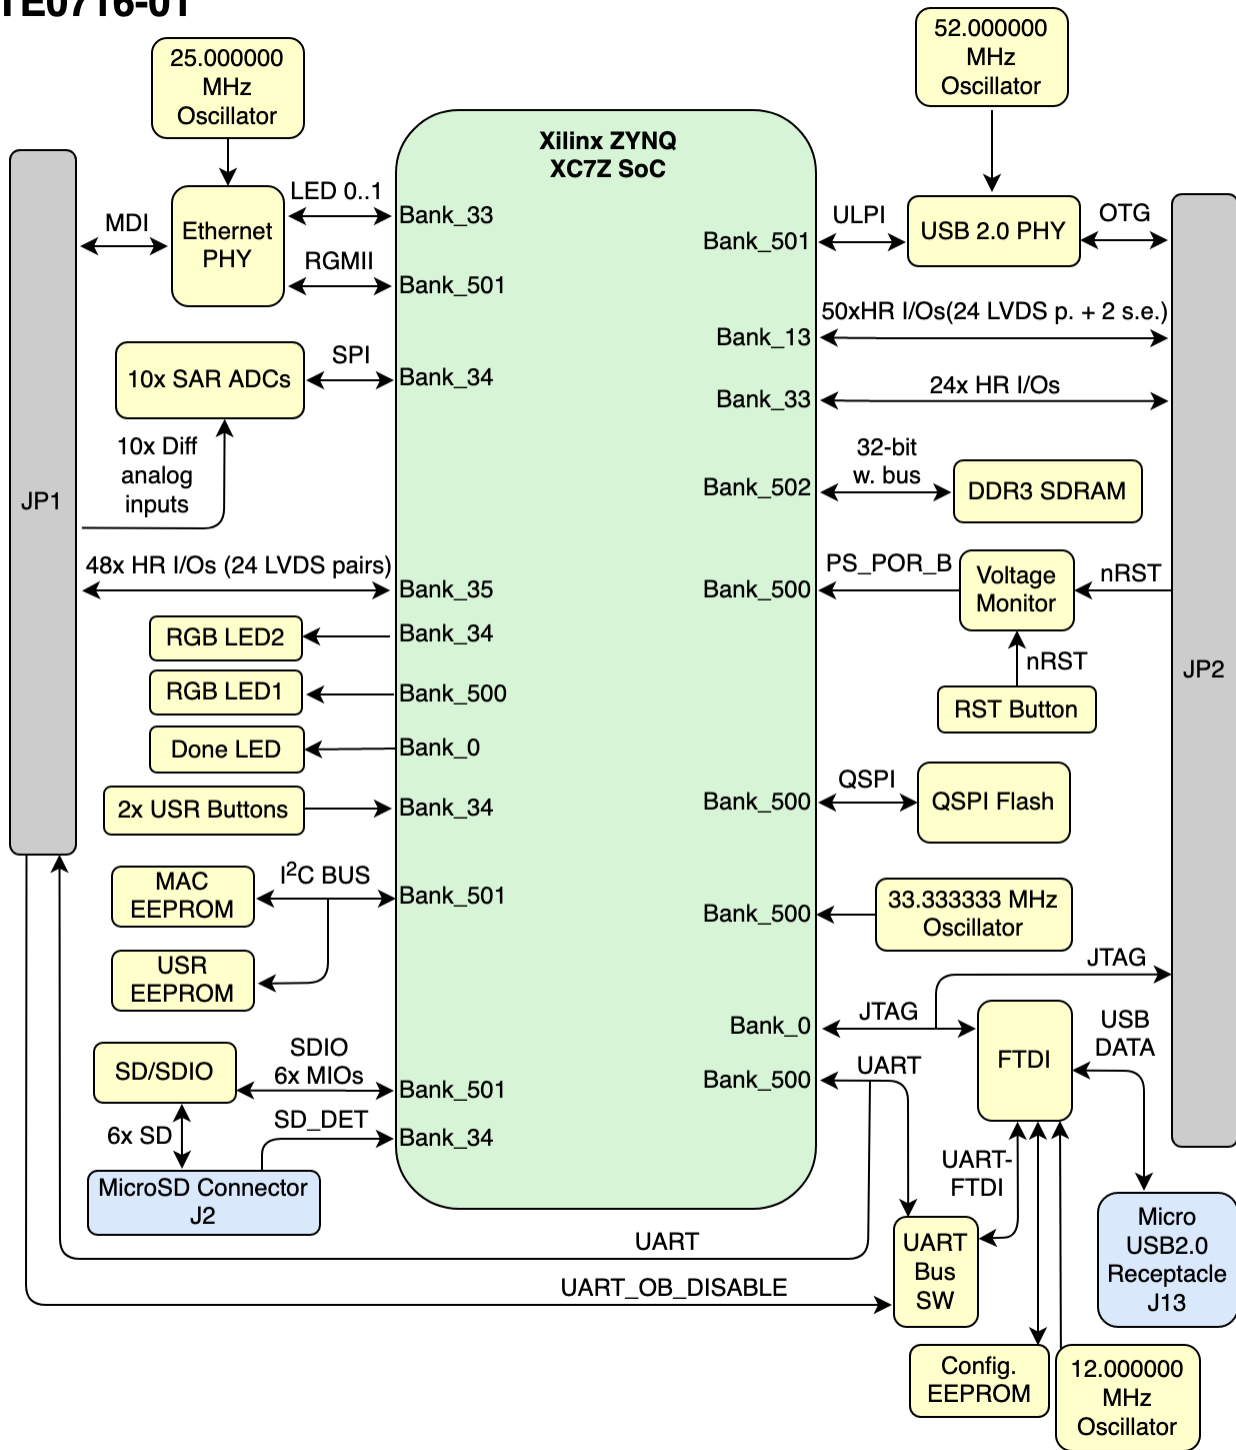 TE0716-01
25.000000
MHz
Oscillator
52.000000
MHz
Oscillator
Xilinx ZYNQ
XC7Z SoC
JP1
MDI
Ethernet
PHY
LED 0..1
Bank_33
RGMII
Bank_501
10x SAR ADCs
SPI
Bank_34
10x Diff
analog
inputs
48x HR I/Os (24 LVDS pairs)
Bank_35
RGB LED2
Bank_34
RGB LED1
Bank_500
Done LED
Bank_0
2x USR Buttons
Bank_34
MAC
EEPROM
I²C BUS
Bank_501
USR
EEPROM
SD/SDIO
SDIO
6x MIOs
Bank_501
6x SD
SD_DET
Bank_34
MicroSD Connector
J2
Bank_501
ULPI
USB 2.0 PHY
OTG
50xHR I/Os(24 LVDS p. + 2 s.e.)
Bank_13
24x HR I/Os
Bank_33
32-bit
w. bus
Bank_502
DDR3 SDRAM
PS_POR_B
Bank_500
Voltage
Monitor
nRST
nRST
RST Button
JP2
QSPI
Bank_500
QSPI Flash
Bank_500
33.333333 MHz
Oscillator
JTAG
Bank_0
JTAG
FTDI
USB
DATA
Bank_500
UART
UART-
FTDI
UART
UART_OB_DISABLE
UART
Bus
SW
Micro
USB2.0
Receptacle
J13
Config.
EEPROM
12.000000
MHz
Oscillator